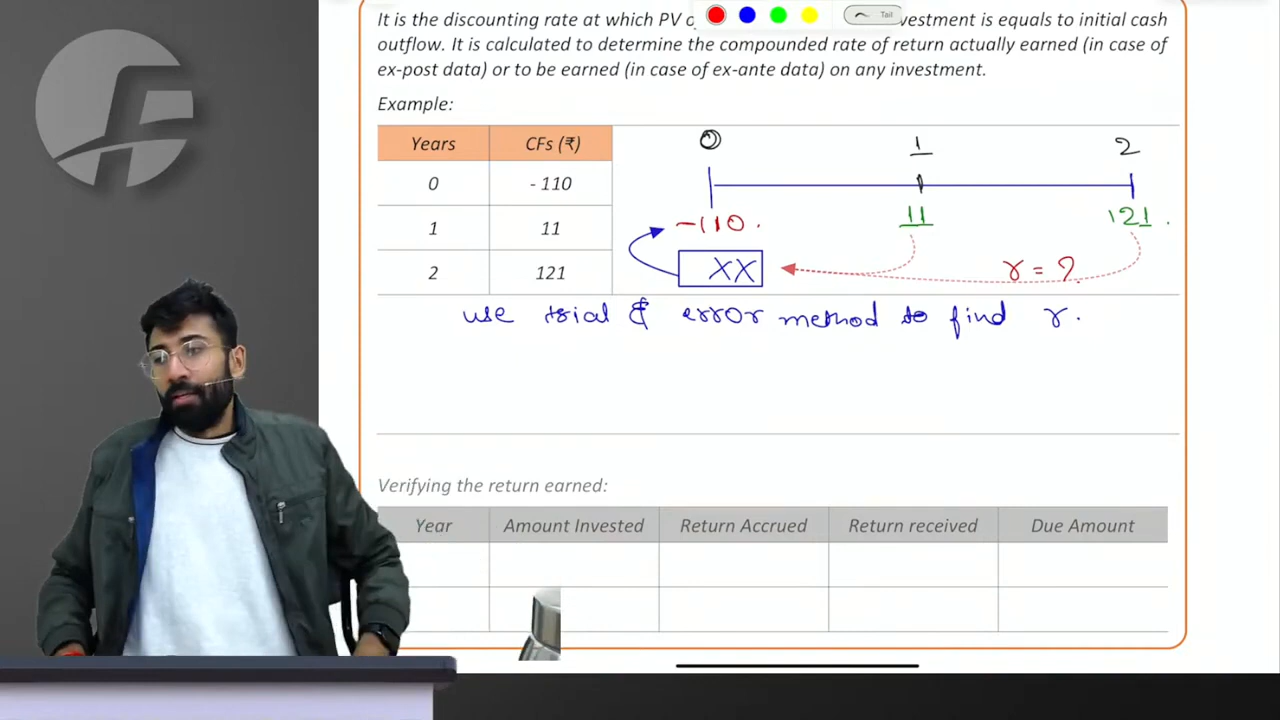 It is the discounting rate at which PV o vestment is equals to initial cash
Tail
outflow. It is calculated to determine the compounded rate of return actually earned (in case of
ex-post data) or to be earned (in case of ex-ante data) on any investment.
Example:
Years CFs (₹)
0 - 110
1 11
2 121
0 1 2
-110. 11 121.
XX r = ?
use trial & error method to find r.
Verifying the return earned:
Year Amount Invested Return Accrued Return received Due Amount